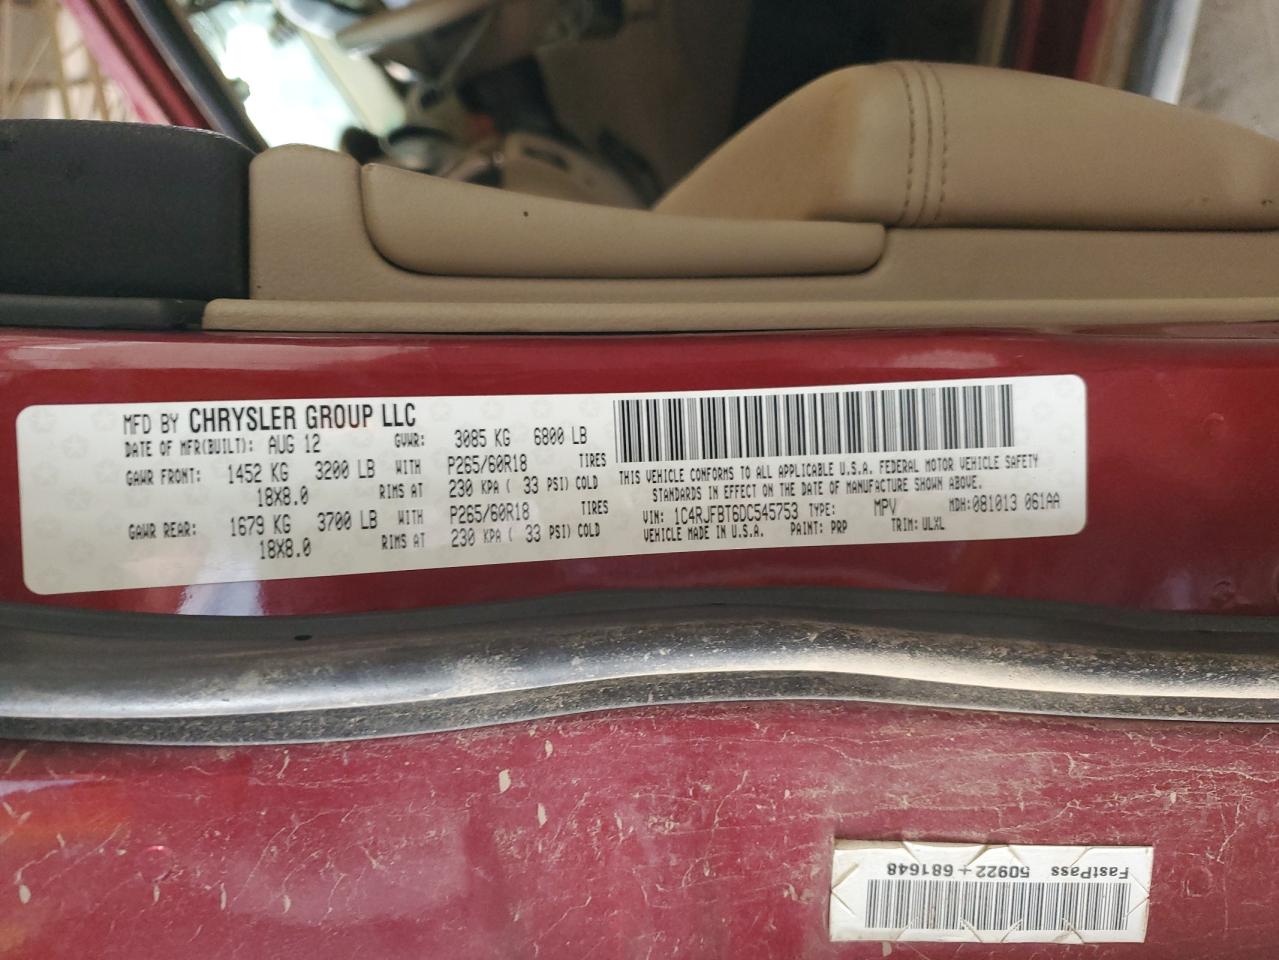 MFD BY CHRYSLER GROUP LLC
DATE OF MFR(BUILT): AUG 12 GVWR: 3085 KG 6800 LB
GAWR FRONT: 1452 KG 3200 LB WITH P265/60R18 TIRES
18X8.0 RIMS AT 230 KPA ( 33 PSI) COLD
GAWR REAR: 1679 KG 3700 LB WITH P265/60R18 TIRES
18X8.0 RIMS AT 230 KPA ( 33 PSI) COLD
THIS VEHICLE CONFORMS TO ALL APPLICABLE U.S.A. FEDERAL MOTOR VEHICLE SAFETY
STANDARDS IN EFFECT ON THE DATE OF MANUFACTURE SHOWN ABOVE.
VIN: 1C4RJFBT6DC545753 TYPE: MPV MDH:081013 061AA
VEHICLE MADE IN U.S.A. PAINT: PRP TRIM: ULXL
FastPass 50922+681648